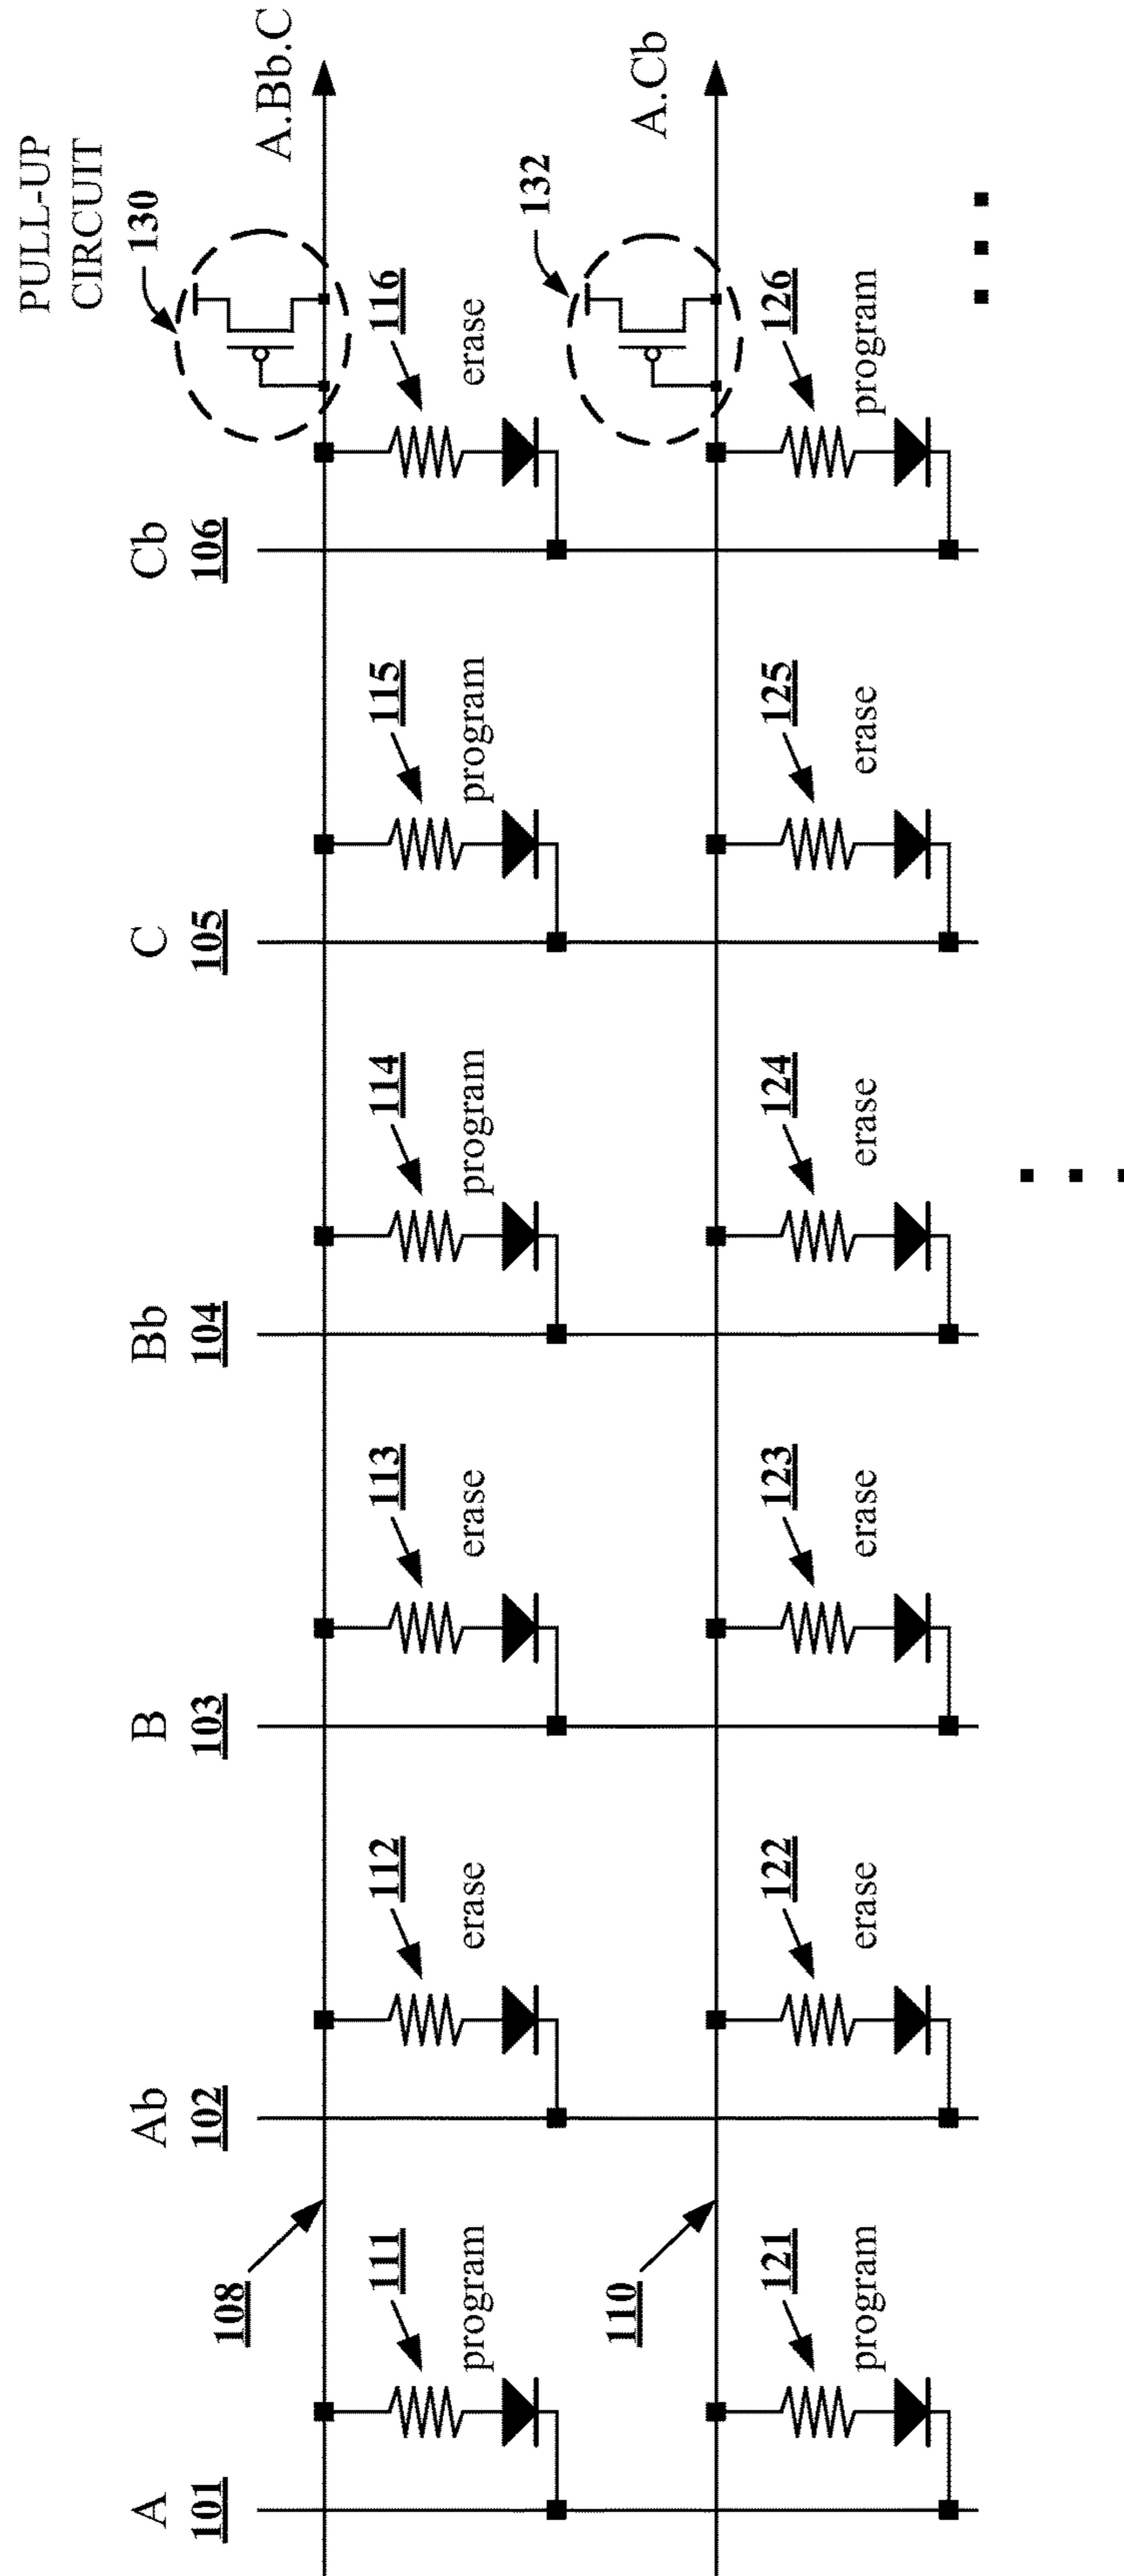 PULL-UP
CIRCUIT
130
A
101
Ab
102
B
103
Bb
104
C
105
Cb
106
A.Bb.C
108
111
program
112
erase
113
erase
114
program
115
program
116
erase
132
A.Cb
110
121
program
122
erase
123
erase
124
erase
125
erase
126
program